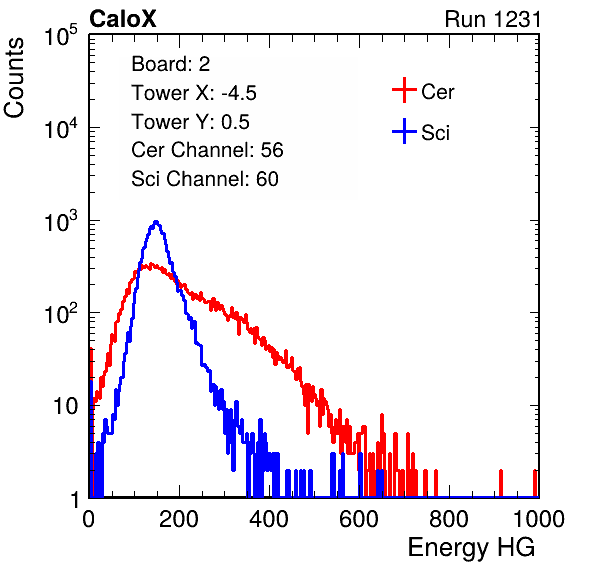 CaloX Run 1231
Counts
Board: 2
Tower X: -4.5
Tower Y: 0.5
Cer Channel: 56
Sci Channel: 60
Cer
Sci
10^5
10^4
10^3
10^2
10
1
0 200 400 600 800 1000
Energy HG